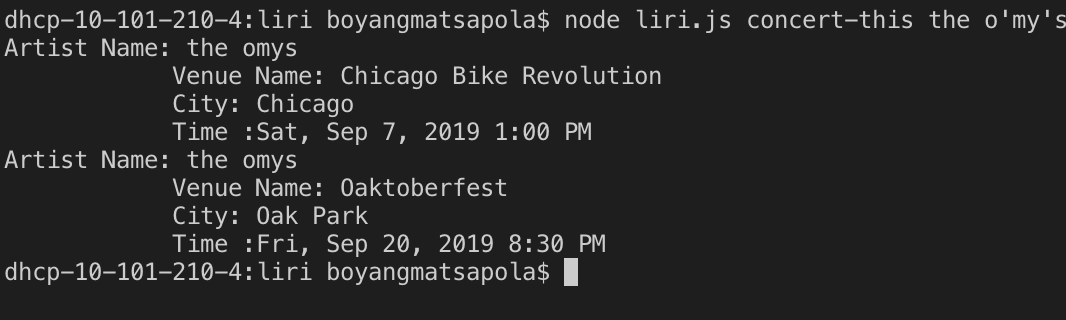 dhcp-10-101-210-4:liri boyangmatsapola$ node liri.js concert-this the o'my's
Artist Name: the omys
Venue Name: Chicago Bike Revolution
City: Chicago
Time :Sat, Sep 7, 2019 1:00 PM
Artist Name: the omys
Venue Name: Oaktoberfest
City: Oak Park
Time :Fri, Sep 20, 2019 8:30 PM
dhcp-10-101-210-4:liri boyangmatsapola$